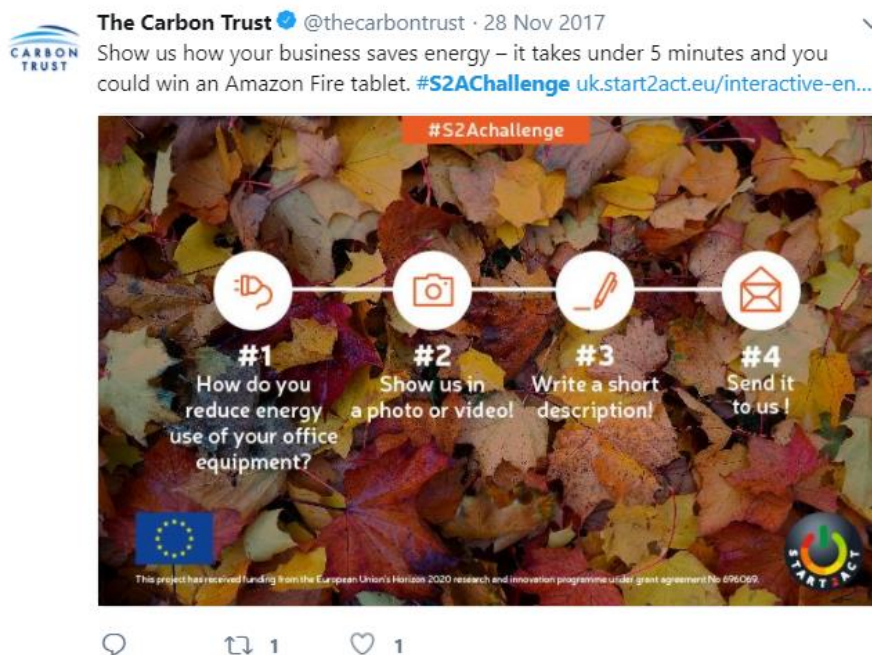 The Carbon Trust @thecarbontrust · 28 Nov 2017
CARBON
TRUST
Show us how your business saves energy – it takes under 5 minutes and you
could win an Amazon Fire tablet. #S2AChallenge uk.start2act.eu/interactive-en...
#S2Achallenge
#1
How do you
reduce energy
use of your office
equipment?
#2
Show us in
a photo or video!
#3
Write a short
description!
#4
Send it
to us !
This project has received funding from the European Union's Horizon 2020 research and innovation programme under grant agreement No 696069.
START2ACT
1
1